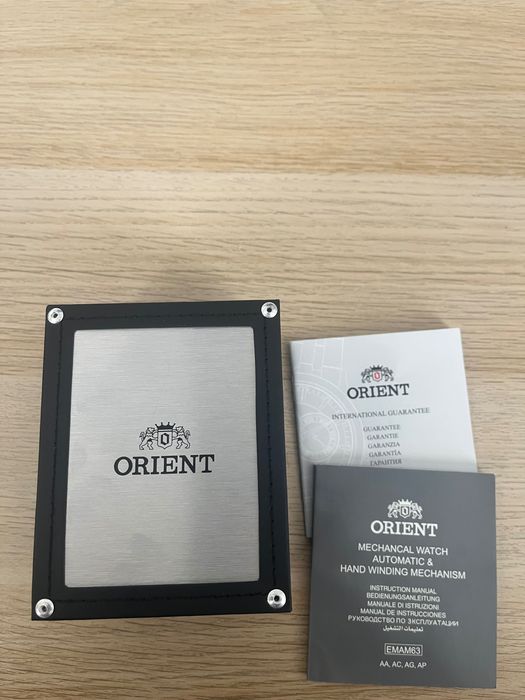 ORIENT
ORIENT
INTERNATIONAL GUARANTEE
GUARANTEE
GARANTIE
GARANZIA
GARANTÍA
ГАРАНТИЯ
ORIENT
MECHANCAL WATCH
AUTOMATIC &
HAND WINDING MECHANISM
INSTRUCTION MANUAL
BEDIENUNGSANLEITUNG
MANUALE DI ISTRUZIONI
MANUAL DE INSTRUCCIONES
РУКОВОДСТВО ПО ЭКСПЛУАТАЦИИ
تعليمات التشغيل
EMAM63
AA, AC, AG, AP